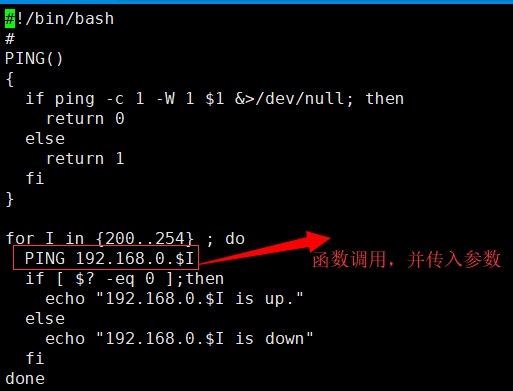 #!/bin/bash
#
PING()
{
  if ping -c 1 -W 1 $1 &>/dev/null; then
    return 0
  else
    return 1
  fi
}
for I in {200..254} ; do
  PING 192.168.0.$I
函数调用，并传入参数
  if [ $? -eq 0 ];then
    echo "192.168.0.$I is up."
  else
    echo "192.168.0.$I is down"
  fi
done